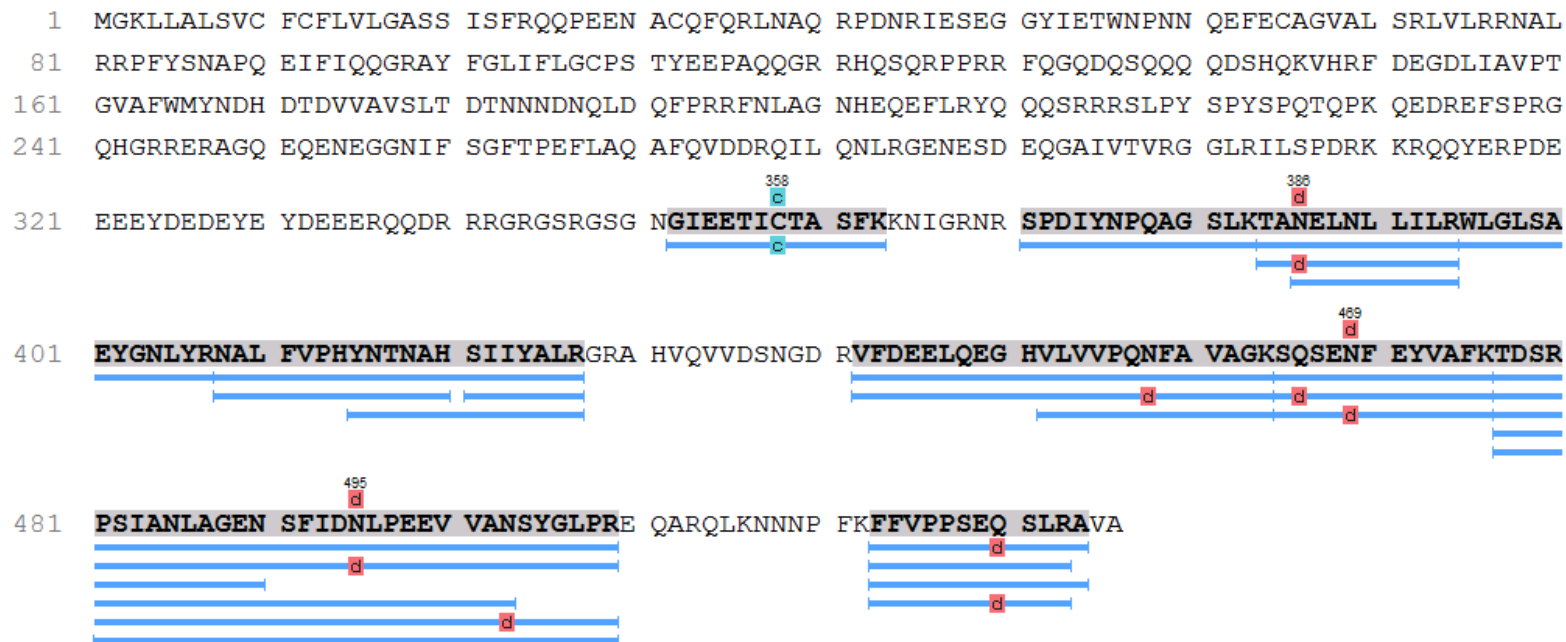 1 MGKLLALSVC FCFLVLGASS ISFRQQPEEN ACQFQRLNAQ RPDNRIESEG GYIETWNPNN QEFECAGVAL SRLVLRRNAL
81 RRPFYSNAPQ EIFIQQGRAY FGLIFLGCPS TYEEPAQQGR RHQSQRPPRR FQGQDQSQQQ QDSHQKVHRF DEGDLIAVPT
161 GVAFWMYNDH DTDVVAVSLT DTNNNDNQLD QFPRRFNLAG NHEQEFLRYQ QQSRRRSLPY SPYSPQTQPK QEDREFSPRG
241 QHGRRERAGQ EQENEGGNIF SGFTPEFLAQ AFQVDDRQIL QNLRGENESD EQGAIVTVRG GLRILSPDRK KRQQYERPDE
358 386
c d
321 EEEYDEDEYE YDEEERQQDR RRGRGSRGSG NGIEETICTA SFKKNIGRNR SPDIYNPQAG SLKTANELNL LILRWLGLSA
c
d
469
d
401 EYGNLYRNAL FVPHYNTNAH SIIYALRGRA HVQVVDSNGD RVFDEELQEG HVLVVPQNFA VAGKSQSENF EYVAFKTDSR
d d
d
495
d
481 PSIANLAGEN SFIDNLPEEV VANSYGLPRE QARQLKNNNP FKFFVPPSEQ SLRAVA
d
d
d
d